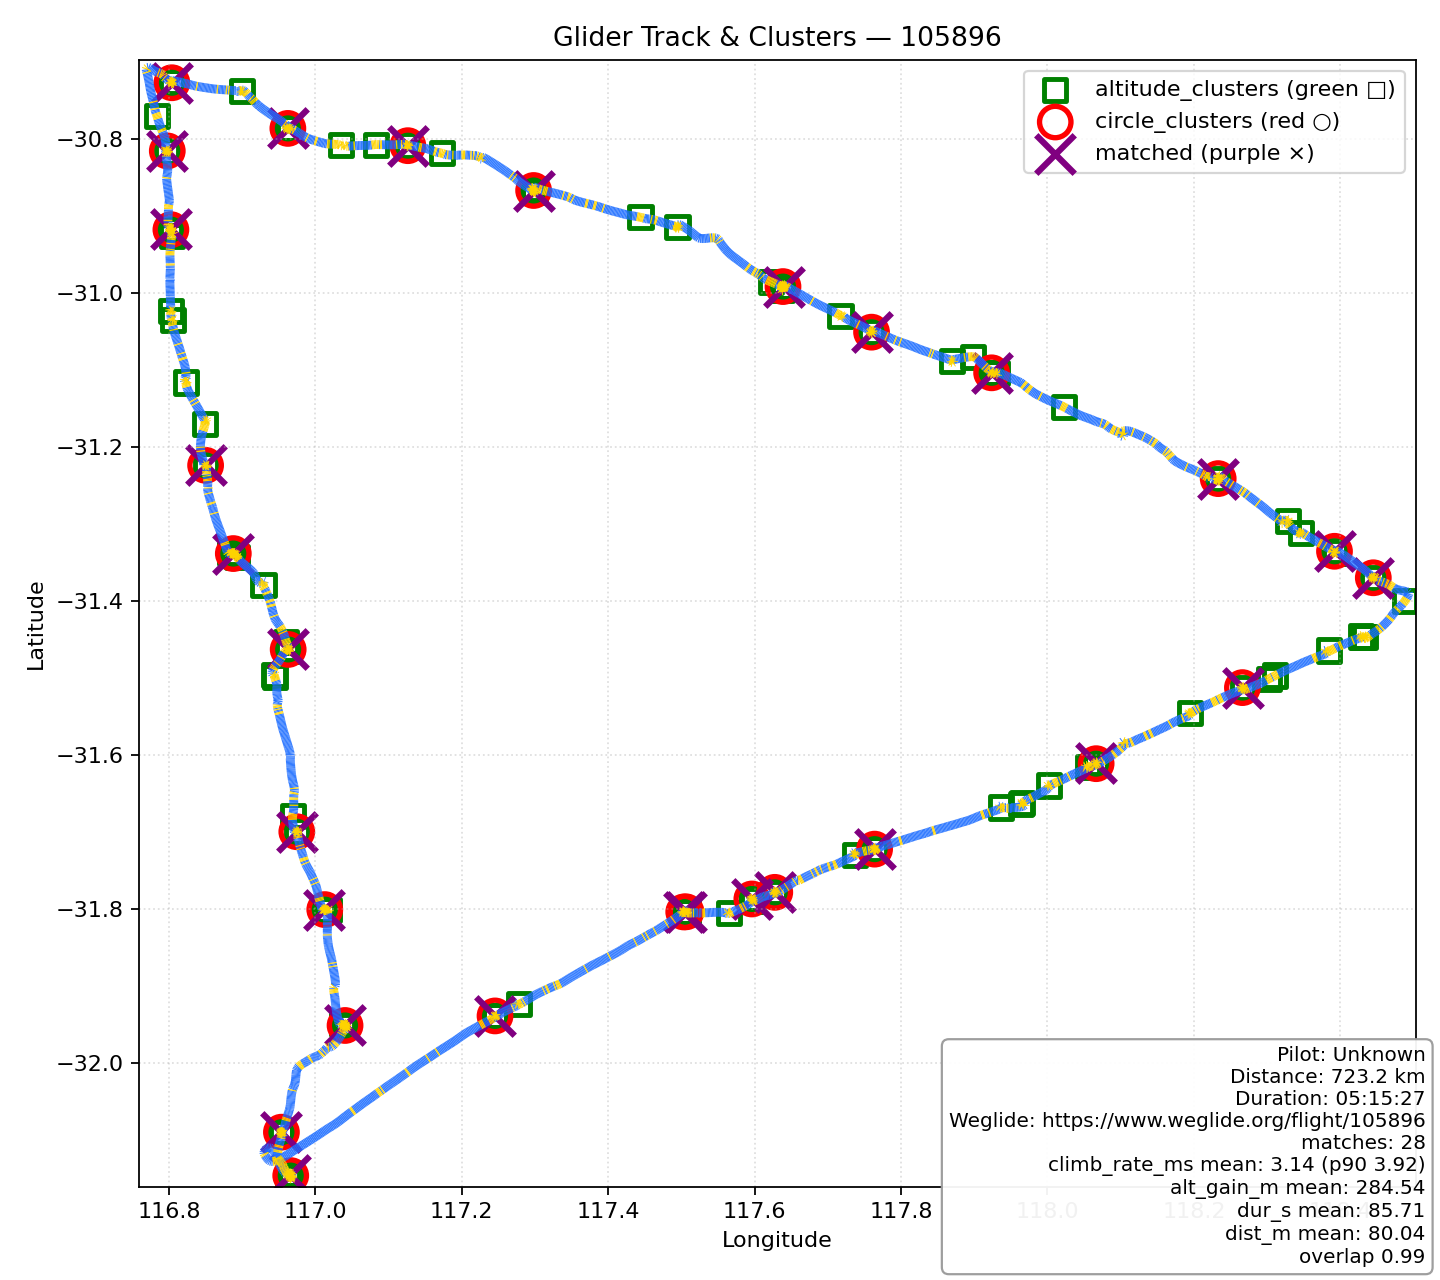 Glider Track & Clusters — 105896
altitude_clusters (green □)
circle_clusters (red ○)
matched (purple ×)
−30.8
−31.0
−31.2
−31.4
−31.6
−31.8
−32.0
Latitude
116.8 117.0 117.2 117.4 117.6 117.8 118.0 118.2
Longitude
Pilot: Unknown
Distance: 723.2 km
Duration: 05:15:27
Weglide: https://www.weglide.org/flight/105896
matches: 28
climb_rate_ms mean: 3.14 (p90 3.92)
alt_gain_m mean: 284.54
dur_s mean: 85.71
dist_m mean: 80.04
overlap 0.99